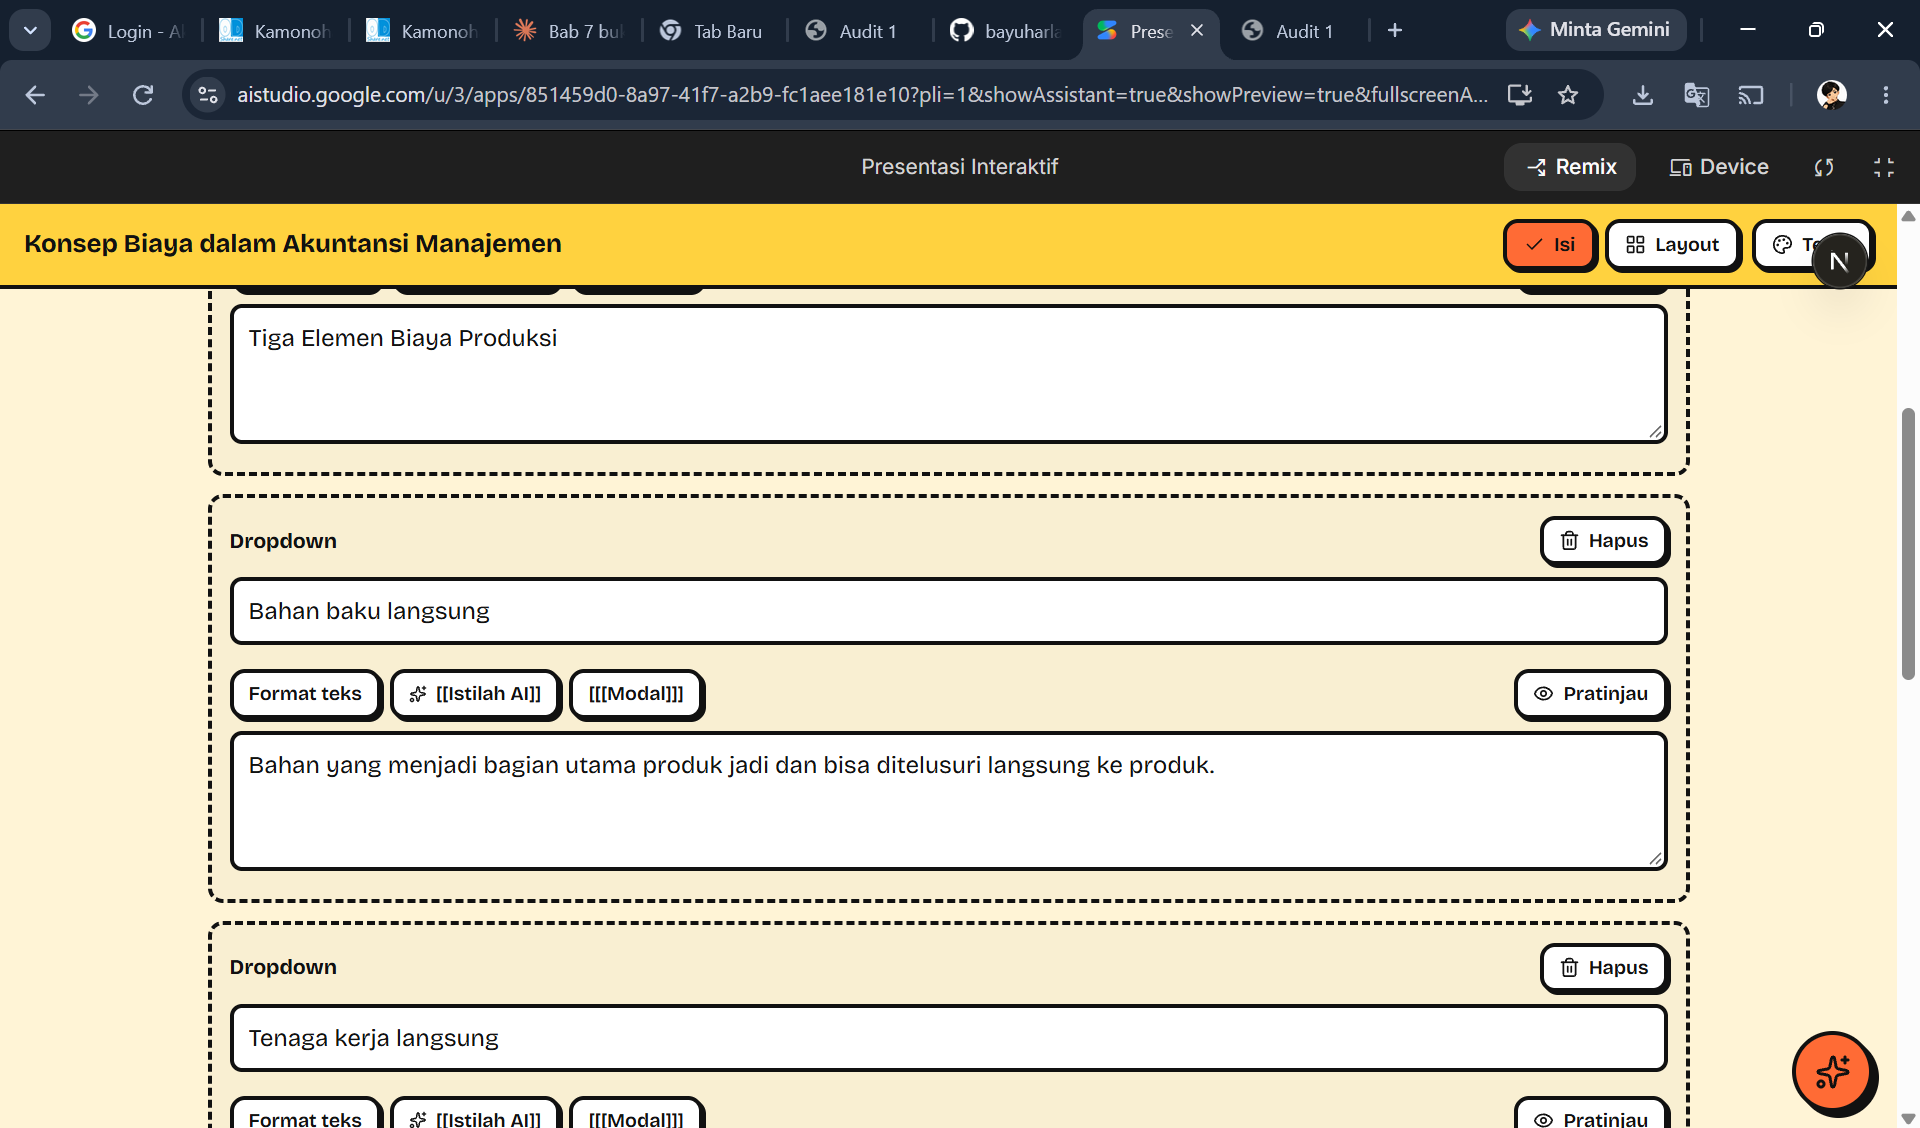 Login - A
Kamonoh
Kamonoh
Bab 7 bu
Tab Baru
Audit 1
bayuharla
Prese
Audit 1
Minta Gemini
aistudio.google.com/u/3/apps/851459d0-8a97-41f7-a2b9-fc1aee181e10?pli=1&showAssistant=true&showPreview=true&fullscreenA...
Presentasi Interaktif
Remix
Device
Konsep Biaya dalam Akuntansi Manajemen
Isi
Layout
N
Tiga Elemen Biaya Produksi
Dropdown
Hapus
Bahan baku langsung
Format teks
[[Istilah AI]]
[[[Modal]]]
Pratinjau
Bahan yang menjadi bagian utama produk jadi dan bisa ditelusuri langsung ke produk.
Dropdown
Hapus
Tenaga kerja langsung
Format teks
[[Istilah AI]]
[[[Modal]]]
Pratinjau